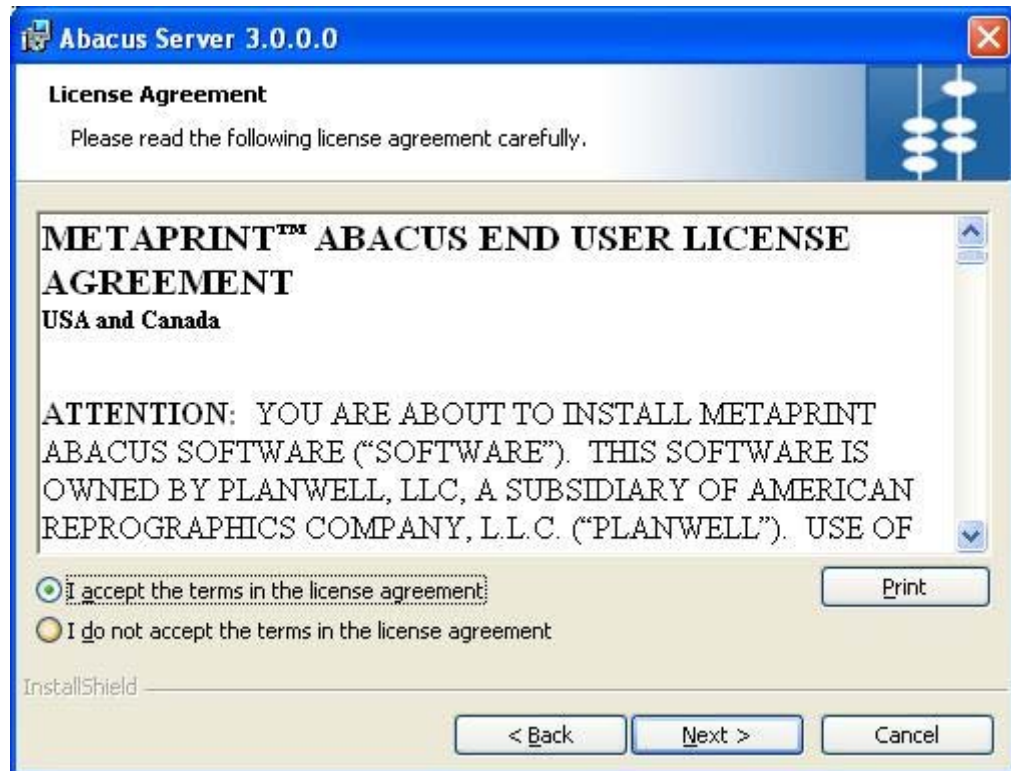 Abacus Server 3.0.0.0
License Agreement
Please read the following license agreement carefully.
METAPRINT™ ABACUS END USER LICENSE
AGREEMENT
USA and Canada
ATTENTION:  YOU ARE ABOUT TO INSTALL METAPRINT
ABACUS SOFTWARE (“SOFTWARE”).  THIS SOFTWARE IS
OWNED BY PLANWELL, LLC, A SUBSIDIARY OF AMERICAN
REPROGRAPHICS COMPANY, L.L.C. (“PLANWELL”).  USE OF
I accept the terms in the license agreement
Print
I do not accept the terms in the license agreement
InstallShield
< Back
Next >
Cancel